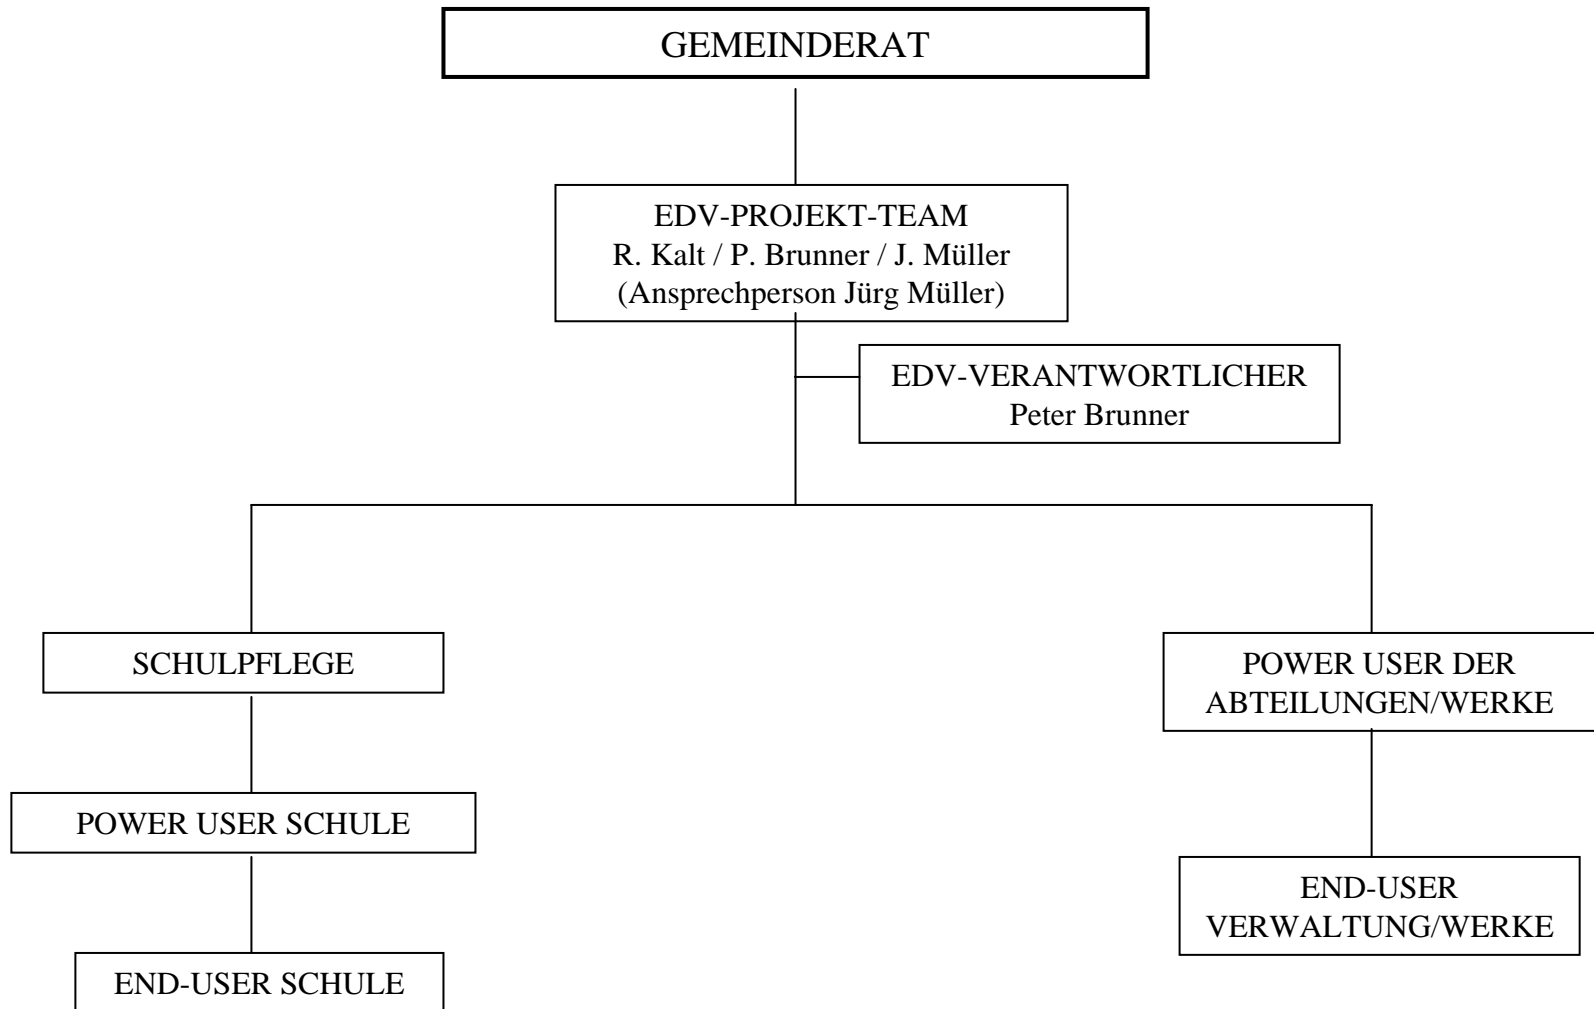 GEMEINDERAT
EDV-PROJEKT-TEAM
R. Kalt / P. Brunner / J. Müller
(Ansprechperson Jürg Müller)
EDV-VERANTWORTLICHER
Peter Brunner
SCHULPFLEGE
POWER USER DER
ABTEILUNGEN/WERKE
POWER USER SCHULE
END-USER
VERWALTUNG/WERKE
END-USER SCHULE